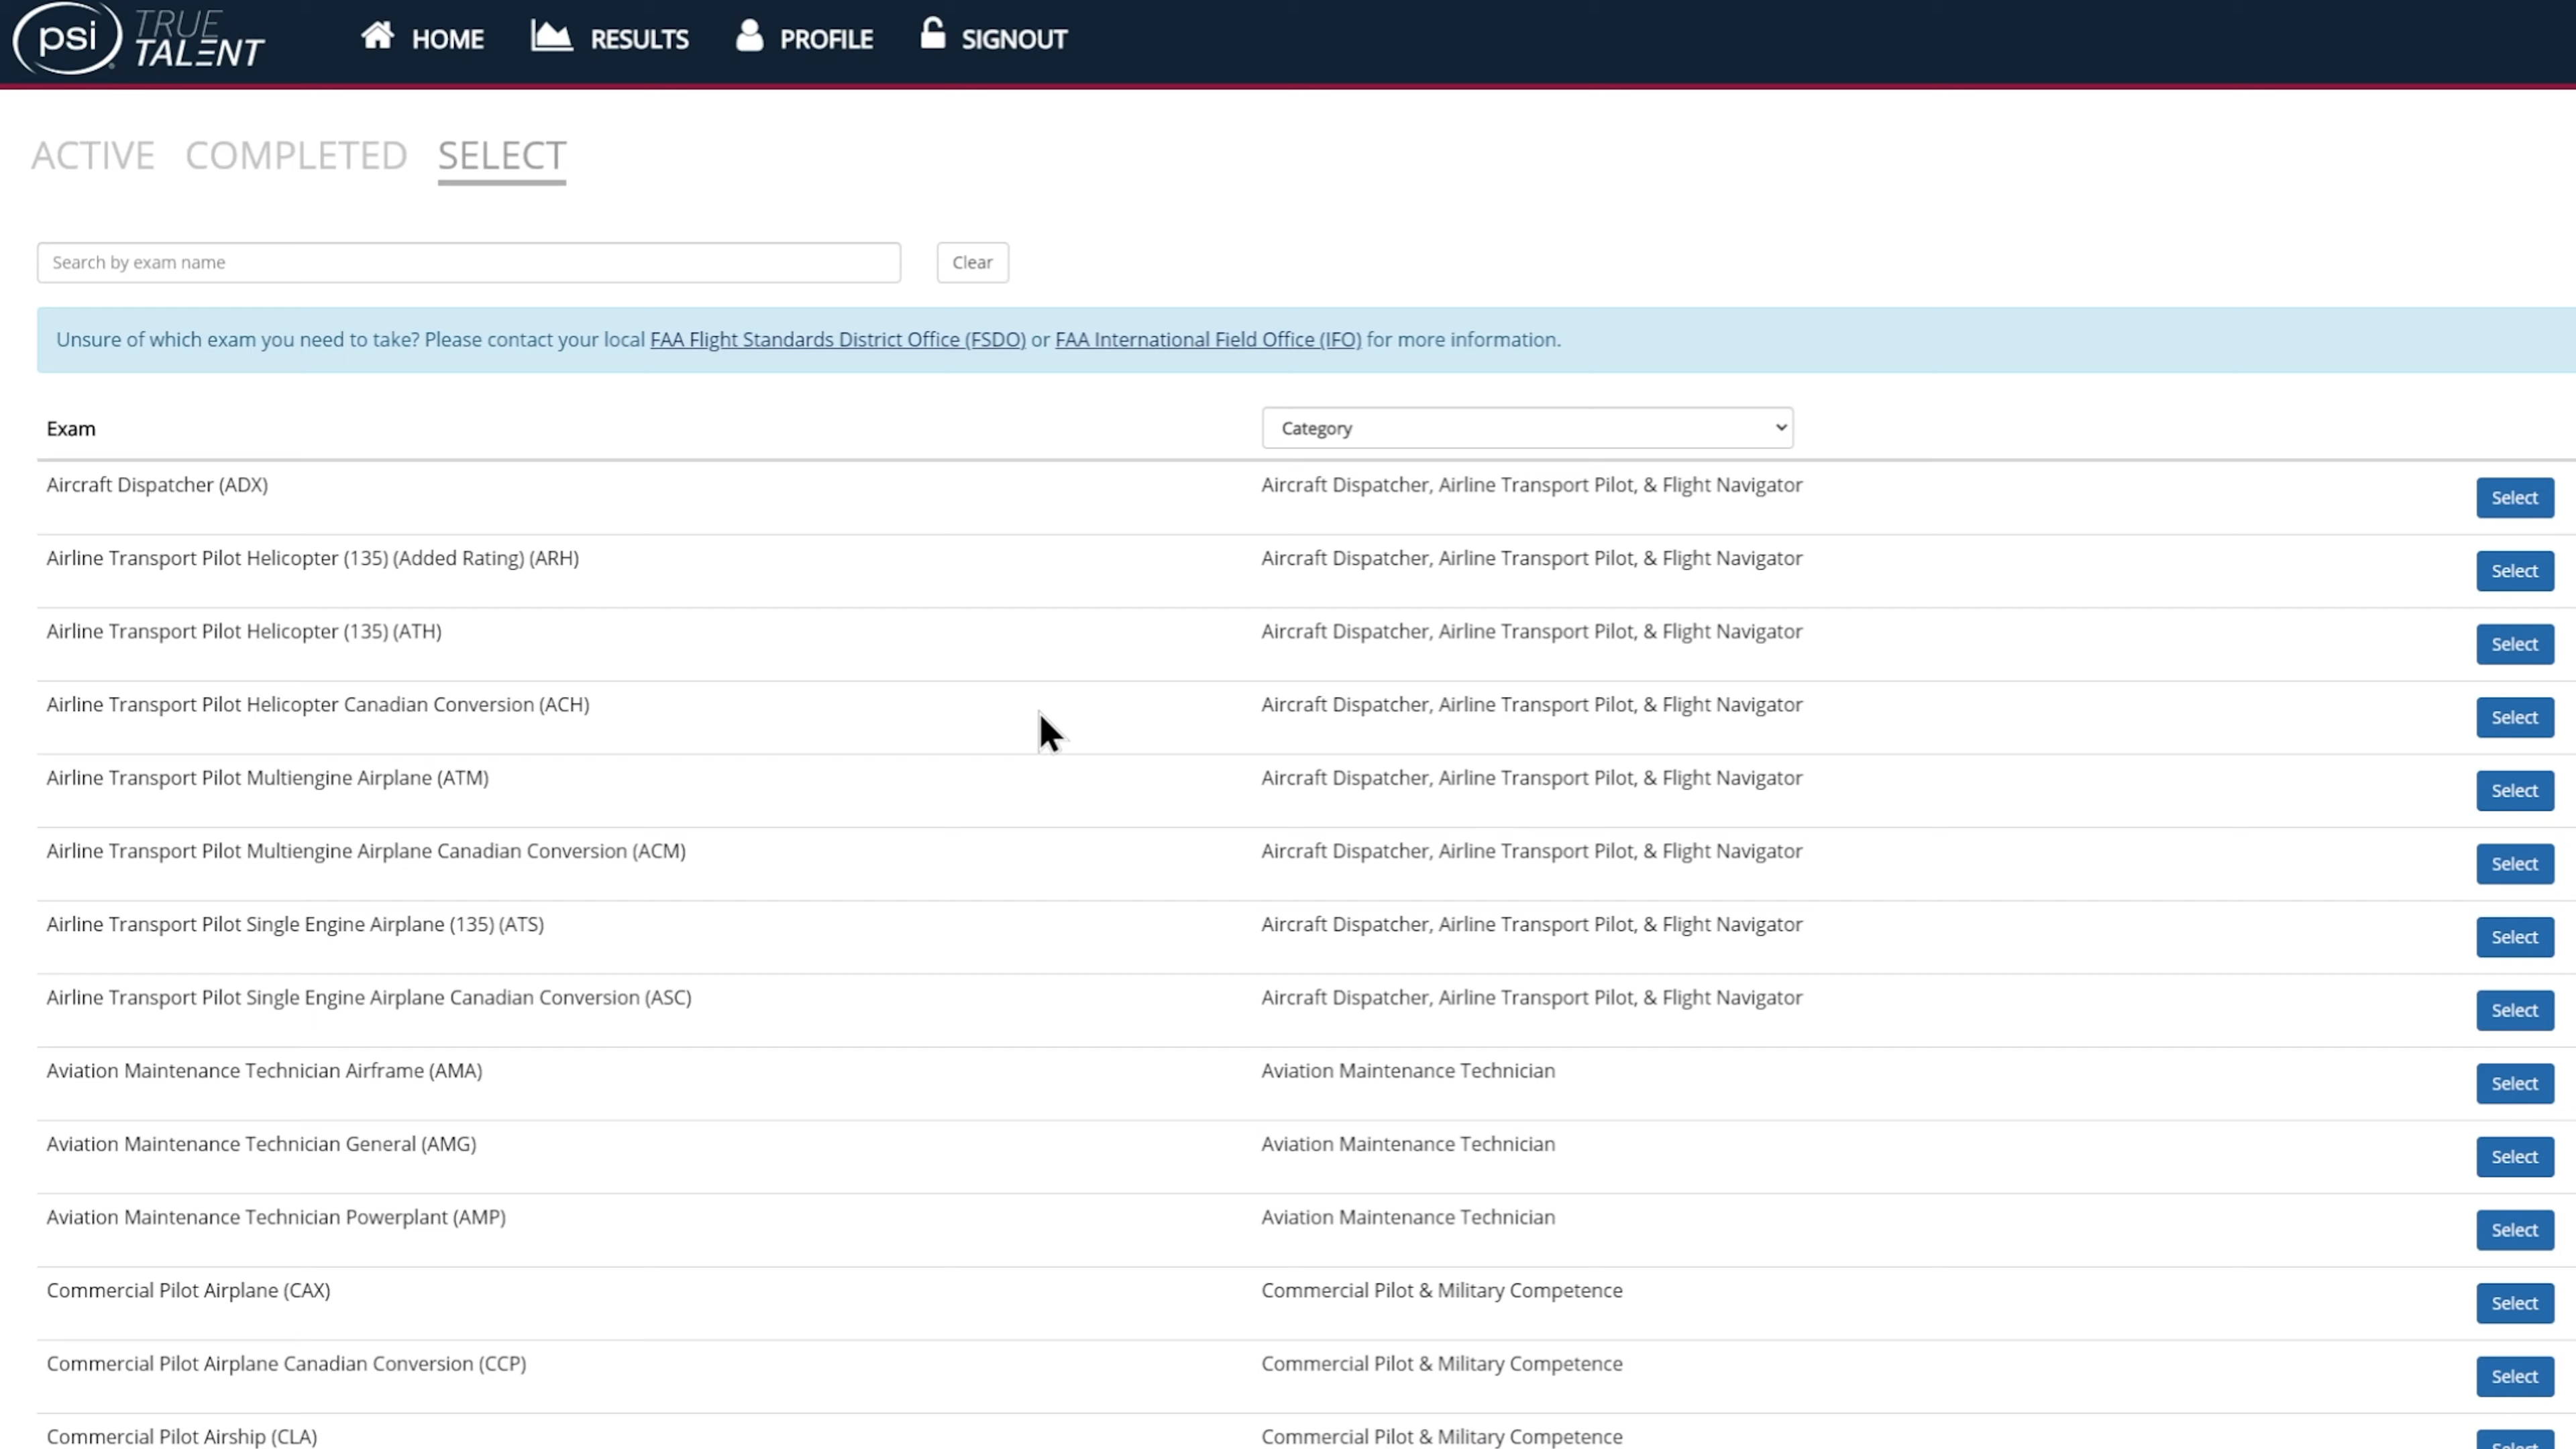 psi TRUE TALENT HOME RESULTS PROFILE SIGNOUT
ACTIVE COMPLETED SELECT
Search by exam name Clear
Unsure of which exam you need to take? Please contact your local FAA Flight Standards District Office (FSDO) or FAA International Field Office (IFO) for more information.
Exam Category
Aircraft Dispatcher (ADX) Aircraft Dispatcher, Airline Transport Pilot, & Flight Navigator Select
Airline Transport Pilot Helicopter (135) (Added Rating) (ARH) Aircraft Dispatcher, Airline Transport Pilot, & Flight Navigator Select
Airline Transport Pilot Helicopter (135) (ATH) Aircraft Dispatcher, Airline Transport Pilot, & Flight Navigator Select
Airline Transport Pilot Helicopter Canadian Conversion (ACH) Aircraft Dispatcher, Airline Transport Pilot, & Flight Navigator Select
Airline Transport Pilot Multiengine Airplane (ATM) Aircraft Dispatcher, Airline Transport Pilot, & Flight Navigator Select
Airline Transport Pilot Multiengine Airplane Canadian Conversion (ACM) Aircraft Dispatcher, Airline Transport Pilot, & Flight Navigator Select
Airline Transport Pilot Single Engine Airplane (135) (ATS) Aircraft Dispatcher, Airline Transport Pilot, & Flight Navigator Select
Airline Transport Pilot Single Engine Airplane Canadian Conversion (ASC) Aircraft Dispatcher, Airline Transport Pilot, & Flight Navigator Select
Aviation Maintenance Technician Airframe (AMA) Aviation Maintenance Technician Select
Aviation Maintenance Technician General (AMG) Aviation Maintenance Technician Select
Aviation Maintenance Technician Powerplant (AMP) Aviation Maintenance Technician Select
Commercial Pilot Airplane (CAX) Commercial Pilot & Military Competence Select
Commercial Pilot Airplane Canadian Conversion (CCP) Commercial Pilot & Military Competence Select
Commercial Pilot Airship (CLA) Commercial Pilot & Military Competence Select